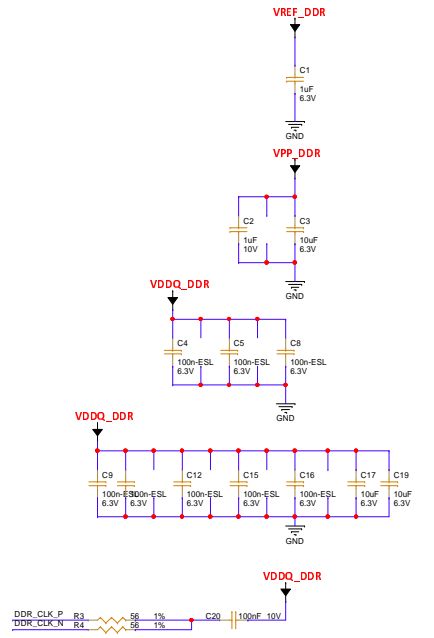 VREF_DDR
C1
1uF
6.3V
GND
VPP_DDR
C2
1uF
10V
C3
10uF
6.3V
GND
VDDQ_DDR
C4
100n-ESL
6.3V
C5
100n-ESL
6.3V
C8
100n-ESL
6.3V
GND
VDDQ_DDR
C9
100n-ESL
6.3V
100n-ESL
6.3V
C12
100n-ESL
6.3V
C15
100n-ESL
6.3V
C16
100n-ESL
6.3V
C17
10uF
6.3V
C19
10uF
6.3V
GND
VDDQ_DDR
DDR_CLK_P R3 56 1% C20 100nF 10V
DDR_CLK_N R4 56 1%